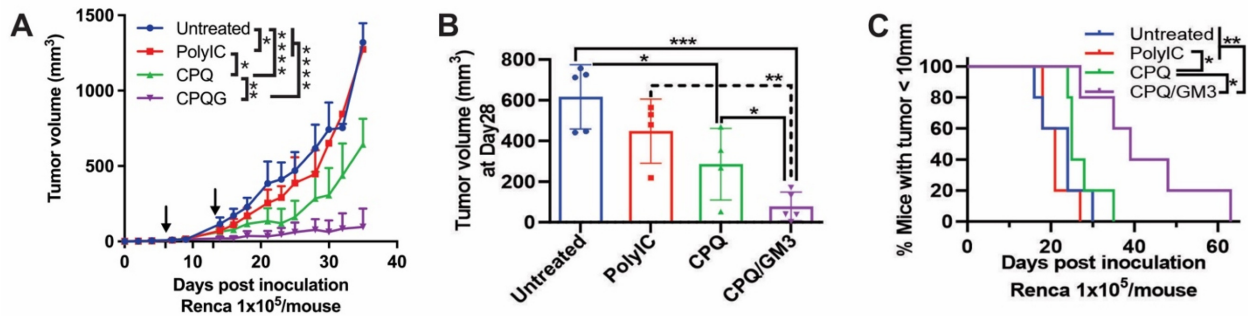 A
Tumor volume (mm³)
1500
1000
500
0
Untreated
PolyIC
CPQ
CPQG
*
****
****
*
**
0 10 20 30 40
Days post inoculation
Renca 1x10⁵/mouse
B
Tumor volume (mm³)
at Day28
800
600
400
200
0
***
*
**
*
Untreated
PolyIC
CPQ
CPQ/GM3
C
% Mice with tumor < 10mm
Untreated
PolyIC
CPQ
CPQ/GM3
*
**
*
100
80
60
40
20
0
0 20 40 60
Days post inoculation
Renca 1x10⁵/mouse